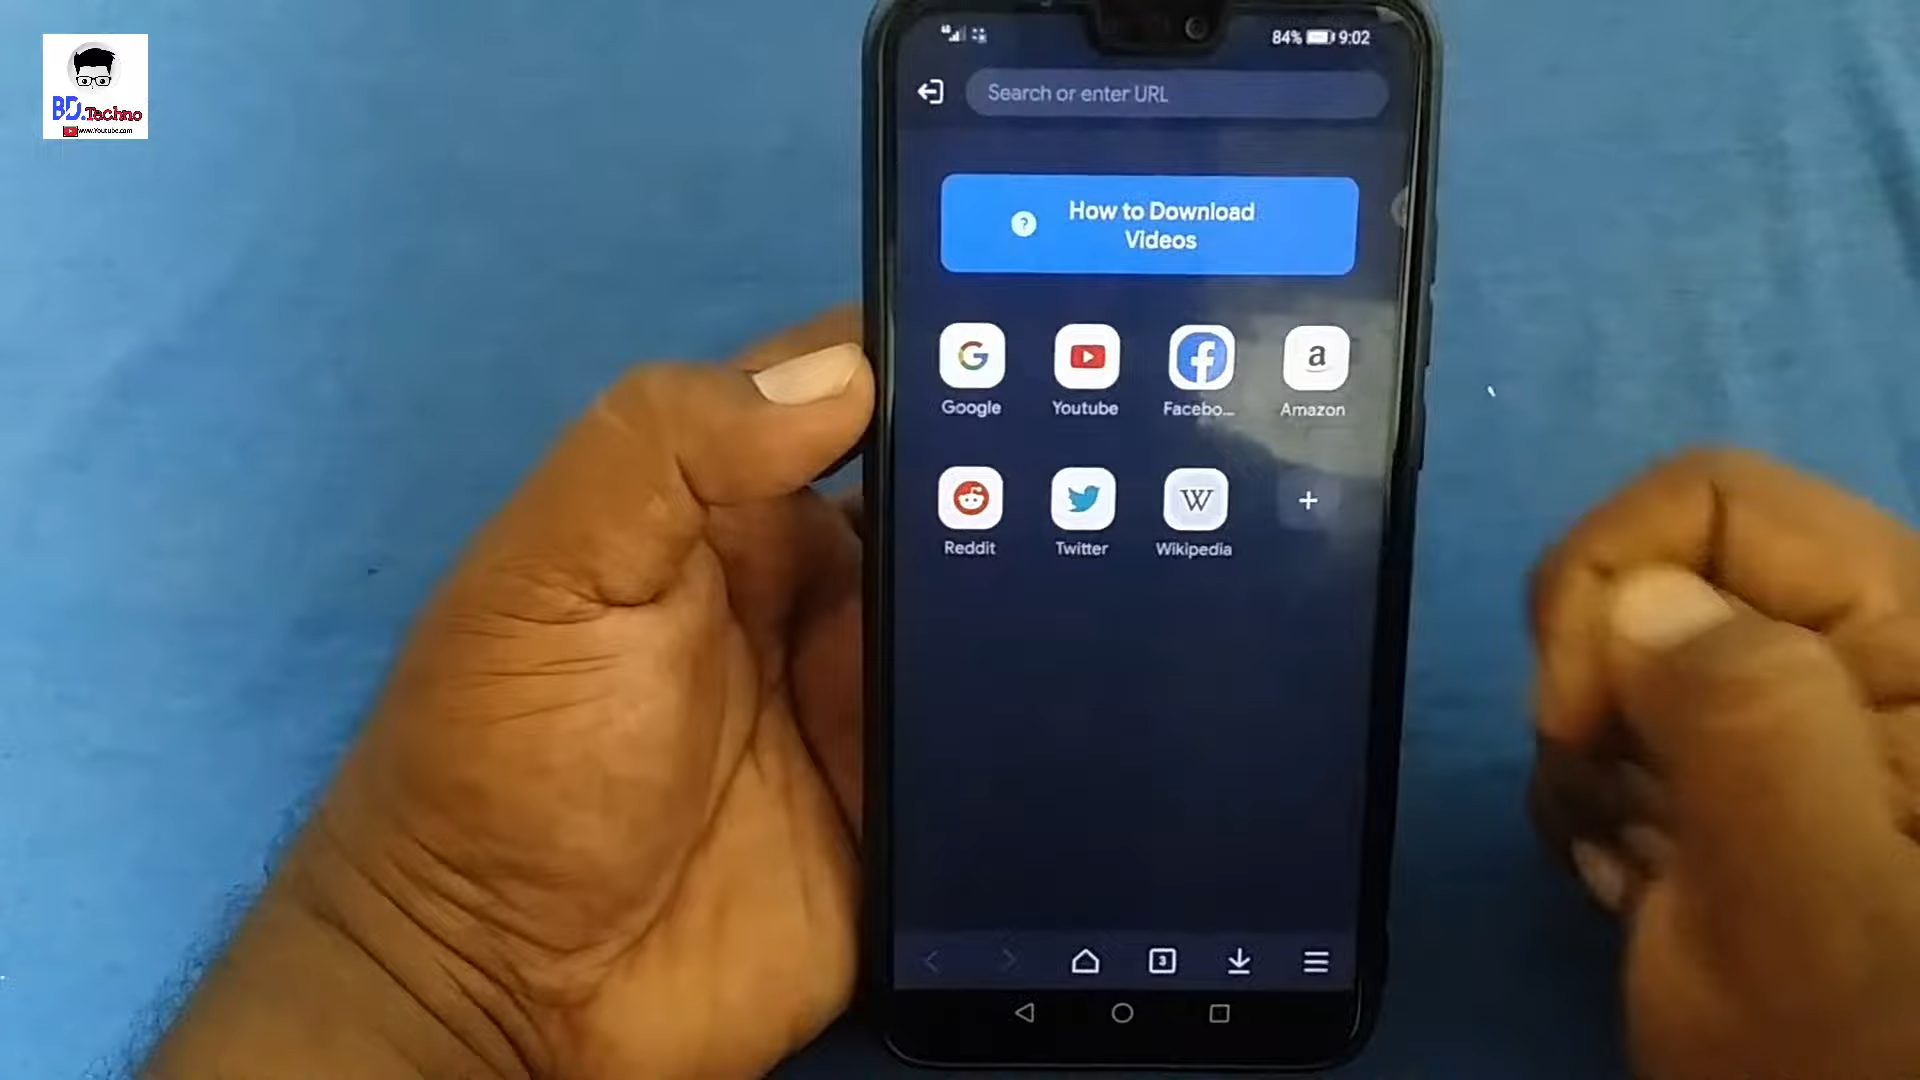 BD.Techno
www.Youtube.com
84% 9:02
Search or enter URL
How to Download
Videos
Google
Youtube
Facebo...
Amazon
Reddit
Twitter
Wikipedia
3